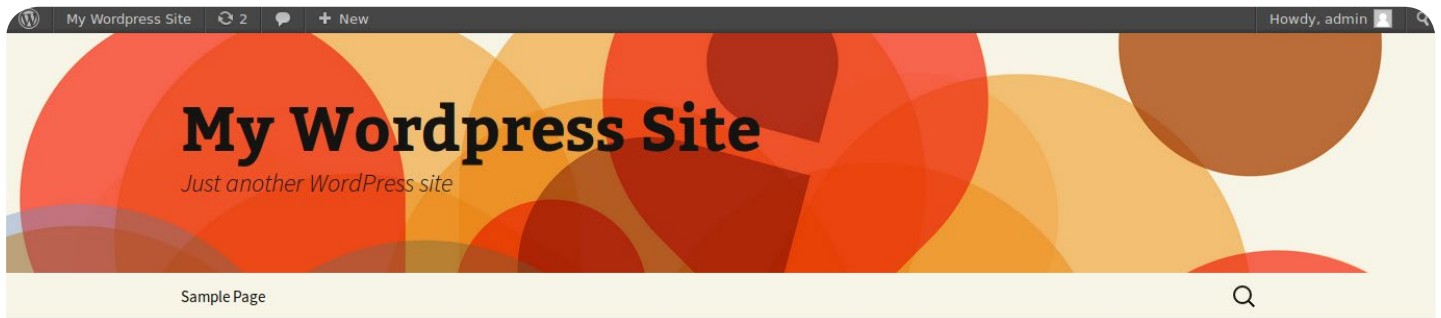 My Wordpress Site 2 + New Howdy, admin
My Wordpress Site
Just another WordPress site
Sample Page